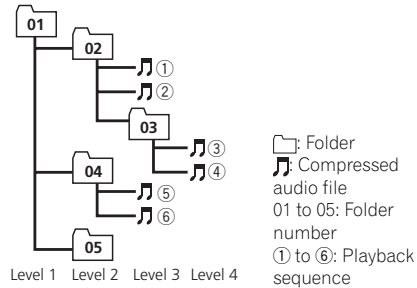 01
02
①
②
03
③
④
04
⑤
⑥
05
Level 1 Level 2 Level 3 Level 4
: Folder
: Compressed
audio file
01 to 05: Folder
number
① to ⑥: Playback
sequence